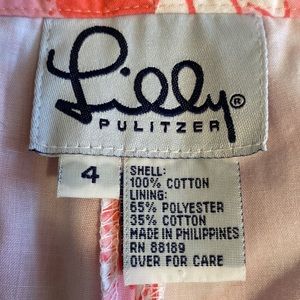 Lilly®
PULITZER
4
SHELL:
100% COTTON
LINING:
65% POLYESTER
35% COTTON
MADE IN PHILIPPINES
RN 88189
OVER FOR CARE